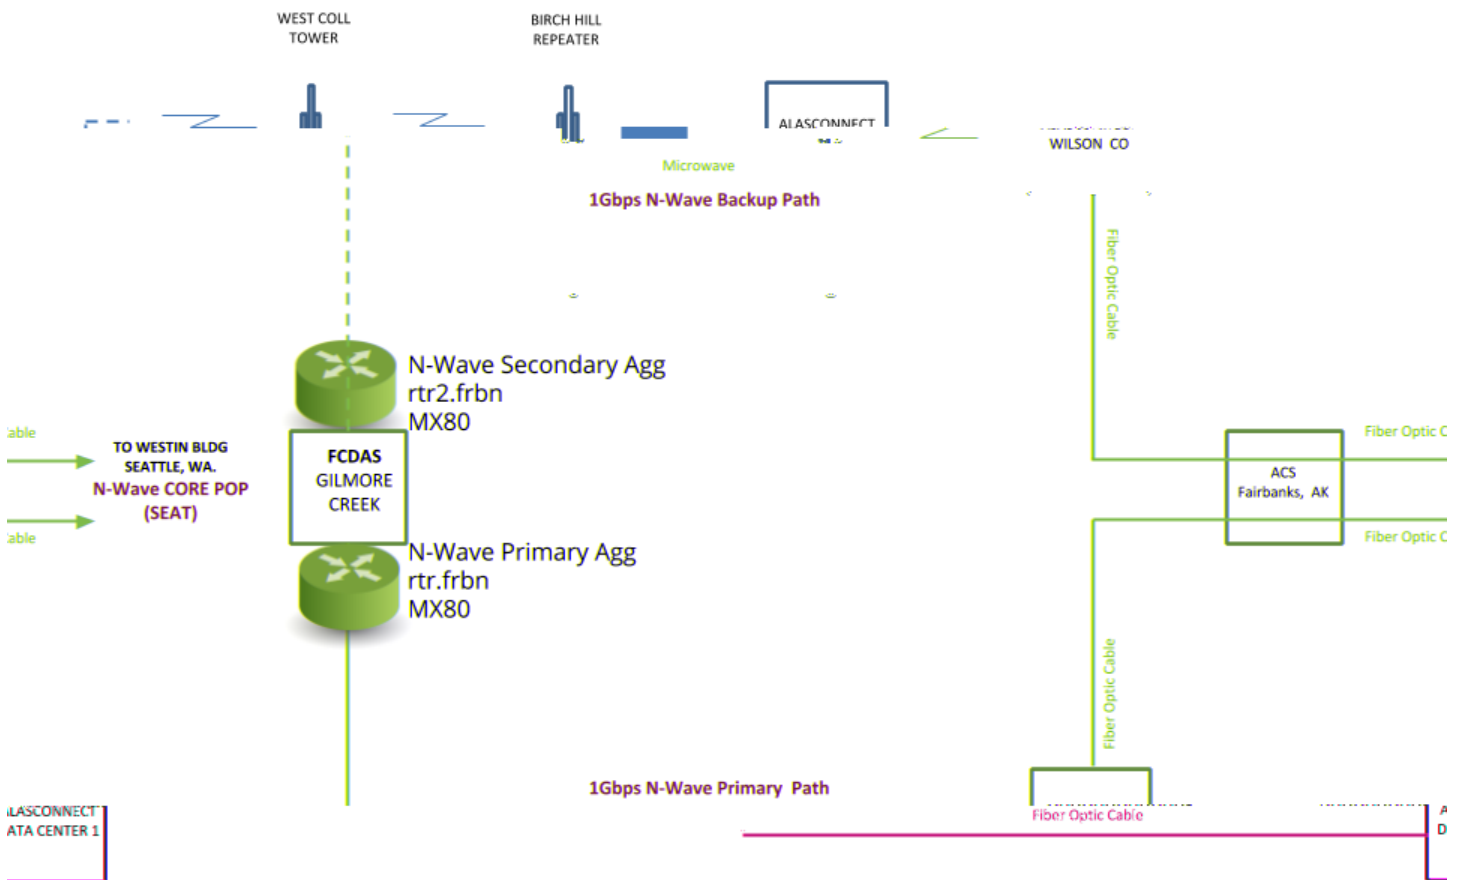 WEST COLL
TOWER
BIRCH HILL
REPEATER
ALASCONNECT
WILSON CO
Microwave
1Gbps N-Wave Backup Path
Fiber Optic Cable
N-Wave Secondary Agg
rtr2.frbn
MX80
TO WESTIN BLDG
SEATTLE, WA.
N-Wave CORE POP
(SEAT)
FCDAS
GILMORE
CREEK
Fiber Optic C
ACS
Fairbanks, AK
Fiber Optic C
N-Wave Primary Agg
rtr.frbn
MX80
Fiber Optic Cable
1Gbps N-Wave Primary Path
LASCONNECT
ATA CENTER 1
Fiber Optic Cable